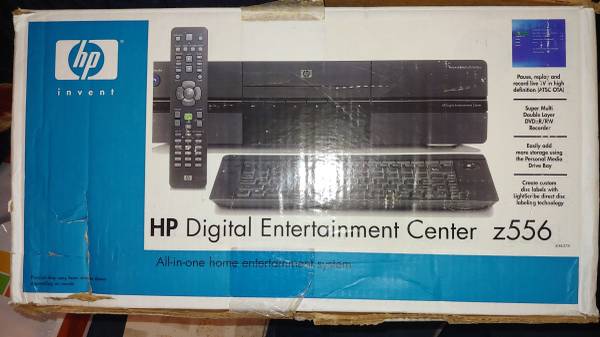 hp
invent
Pause, replay and
record live TV in high
definition (ATSC OTA)
Super Multi
Double Layer
DVD±R/RW
Recorder
Easily add
more storage using
the Personal Media
Drive Bay
Create custom
disc labels with
LightScribe direct disc
labeling technology
HP Digital Entertainment Center z556
All-in-one home entertainment system